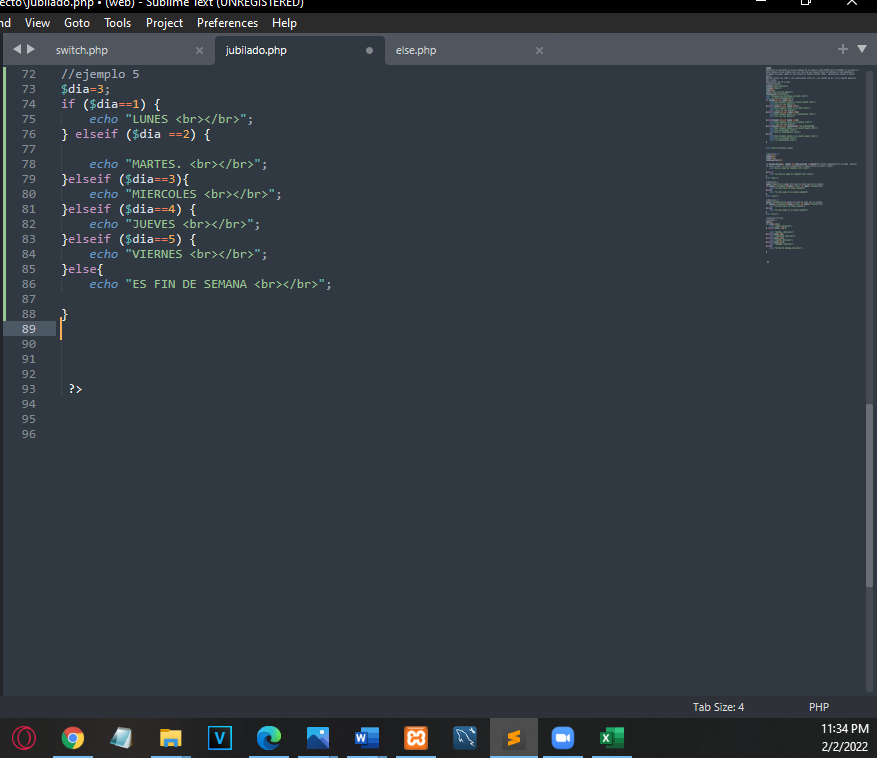 ecto\jubilado.php • (web) - Sublime Text (UNREGISTERED)
nd View Goto Tools Project Preferences Help
switch.php × jubilado.php else.php ×
72 //ejemplo 5
73 $dia=3;
74 if ($dia==1) {
75 echo "LUNES <br></br>";
76 } elseif ($dia ==2) {
77
78 echo "MARTES. <br></br>";
79 }elseif ($dia==3){
80 echo "MIERCOLES <br></br>";
81 }elseif ($dia==4) {
82 echo "JUEVES <br></br>";
83 }elseif ($dia==5) {
84 echo "VIERNES <br></br>";
85 }else{
86 echo "ES FIN DE SEMANA <br></br>";
87
88 }
89
90
91
92
93 ?>
94
95
96
Tab Size: 4 PHP
11:34 PM
2/2/2022